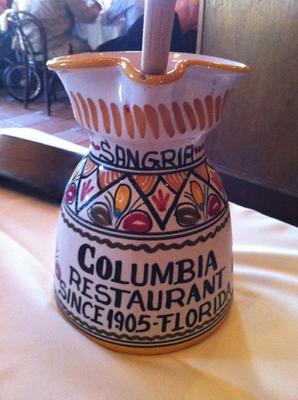 SANGRIA
COLUMBIA
RESTAURANT
SINCE 1905-FLORIDA